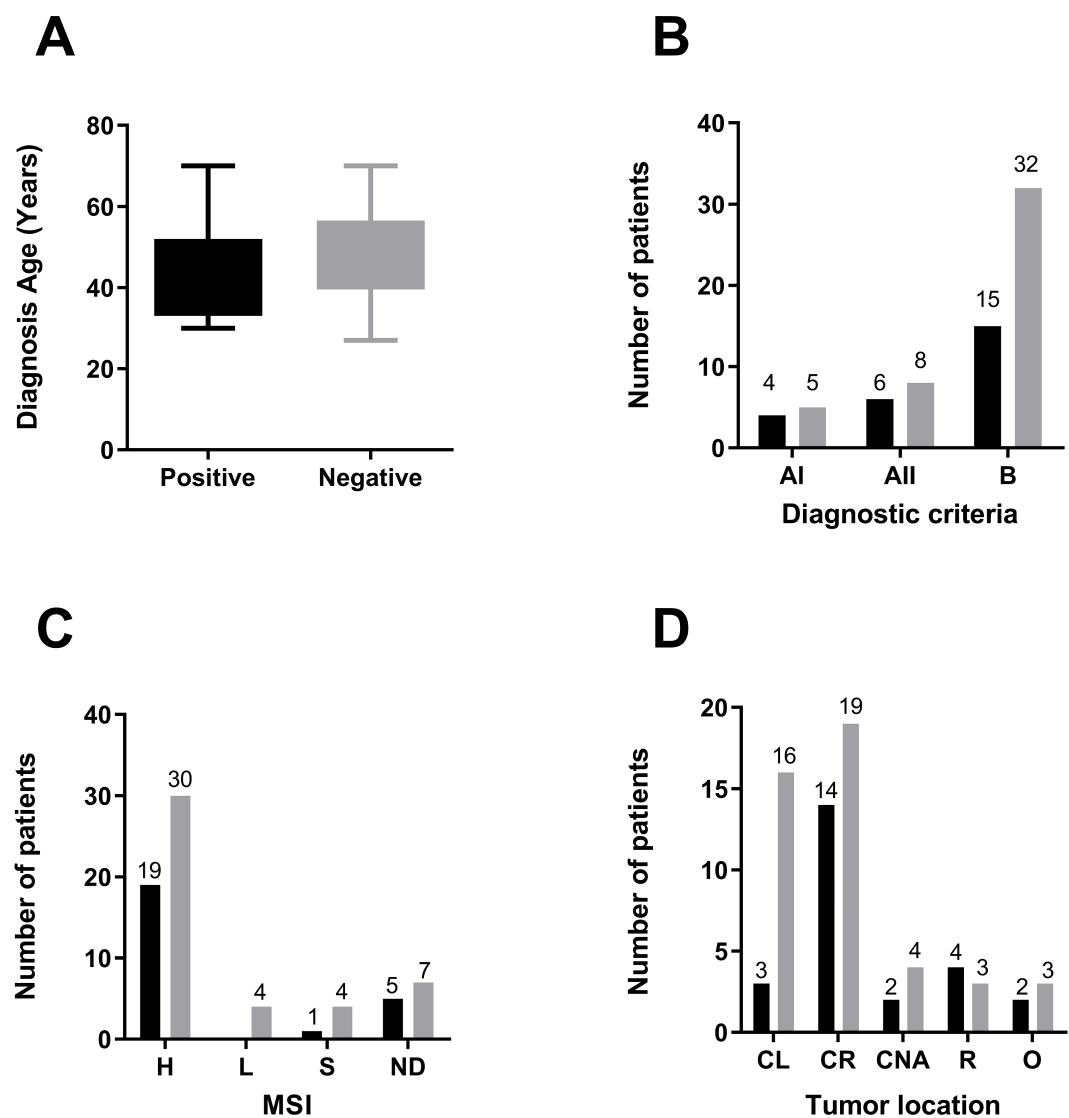 A
Diagnosis Age (Years)
80
60
40
20
0
Positive Negative
B
Number of patients
40
30
20
10
0
4 5 6 8 15 32
AI AII B
Diagnostic criteria
C
Number of patients
40
30
20
10
0
19 30 4 1 4 5 7
H L S ND
MSI
D
Number of patients
20
15
10
5
0
3 16 14 19 2 4 4 3 2 3
CL CR CNA R O
Tumor location